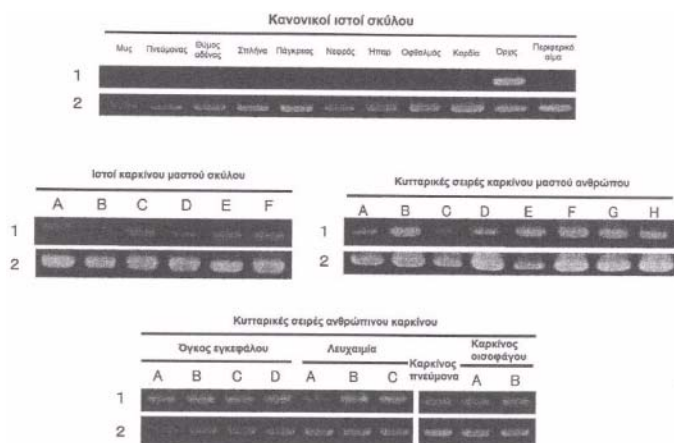 Κανονικοί ιστοί σκύλου
Μυς Πνεύμονας Θύμος αδένος Σπλήνα Πάγκρεας Νεφρός Ήπαρ Οφθαλμός Καρδία Όρχις Περιφερικό αίμα
1
2
Ιστοί καρκίνου μαστού σκύλου
A B C D E F
1
2
Κυτταρικές σειρές καρκίνου μαστού ανθρώπου
A B C D E F G H
1
2
Κυτταρικές σειρές ανθρώπινου καρκίνου
Όγκος εγκεφάλου Λευχαιμία Καρκίνος πνεύμονα Καρκίνος οισοφάγου
A B C D A B C A B
1
2